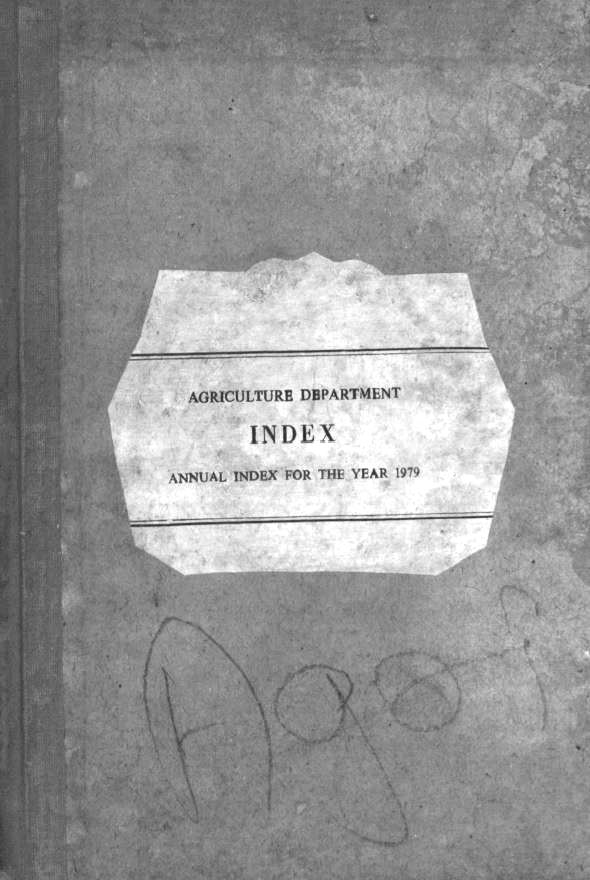 AGRICULTURE DEPARTMENT
INDEX
ANNUAL INDEX FOR THE YEAR 1979